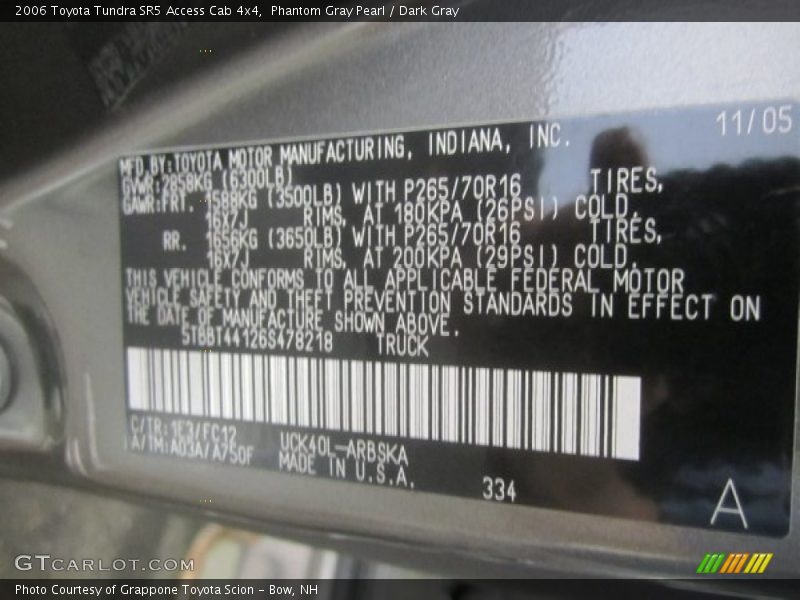 2006 Toyota Tundra SR5 Access Cab 4x4,  Phantom Gray Pearl / Dark Gray
11/05
MFD.BY:TOYOTA MOTOR MANUFACTURING, INDIANA, INC.
GVWR:2858KG (6300LB)
GAWR:FRT. 1588KG (3500LB) WITH P265/70R16 TIRES,
16X7J RIMS, AT 180KPA (26PSI) COLD.
RR. 1656KG (3650LB) WITH P265/70R16 TIRES,
16X7J RIMS, AT 200KPA (29PSI) COLD.
THIS VEHICLE CONFORMS TO ALL APPLICABLE FEDERAL MOTOR
VEHICLE SAFETY AND THEFT PREVENTION STANDARDS IN EFFECT ON
THE DATE OF MANUFACTURE SHOWN ABOVE.
5TBBT44126S478218 TRUCK
C/TR:1E3/FC12
A/TM:A03A/A750F
UCK40L-ARBSKA
MADE IN U.S.A.
334
A
GTCARLOT.COM
Photo Courtesy of Grappone Toyota Scion - Bow, NH